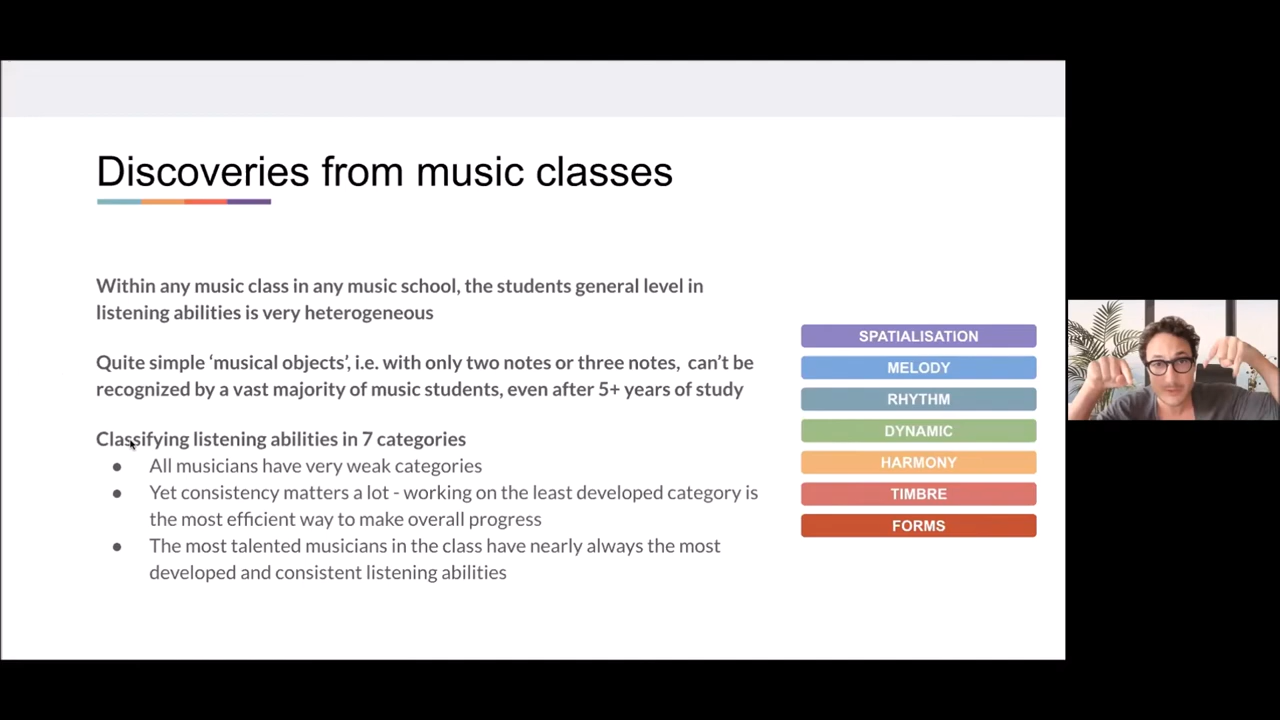 Discoveries from music classes
Within any music class in any music school, the students general level in
listening abilities is very heterogeneous
Quite simple ‘musical objects’, i.e. with only two notes or three notes,  can’t be
recognized by a vast majority of music students, even after 5+ years of study
Classifying listening abilities in 7 categories
● All musicians have very weak categories
● Yet consistency matters a lot - working on the least developed category is
the most efficient way to make overall progress
● The most talented musicians in the class have nearly always the most
developed and consistent listening abilities
SPATIALISATION
MELODY
RHYTHM
DYNAMIC
HARMONY
TIMBRE
FORMS